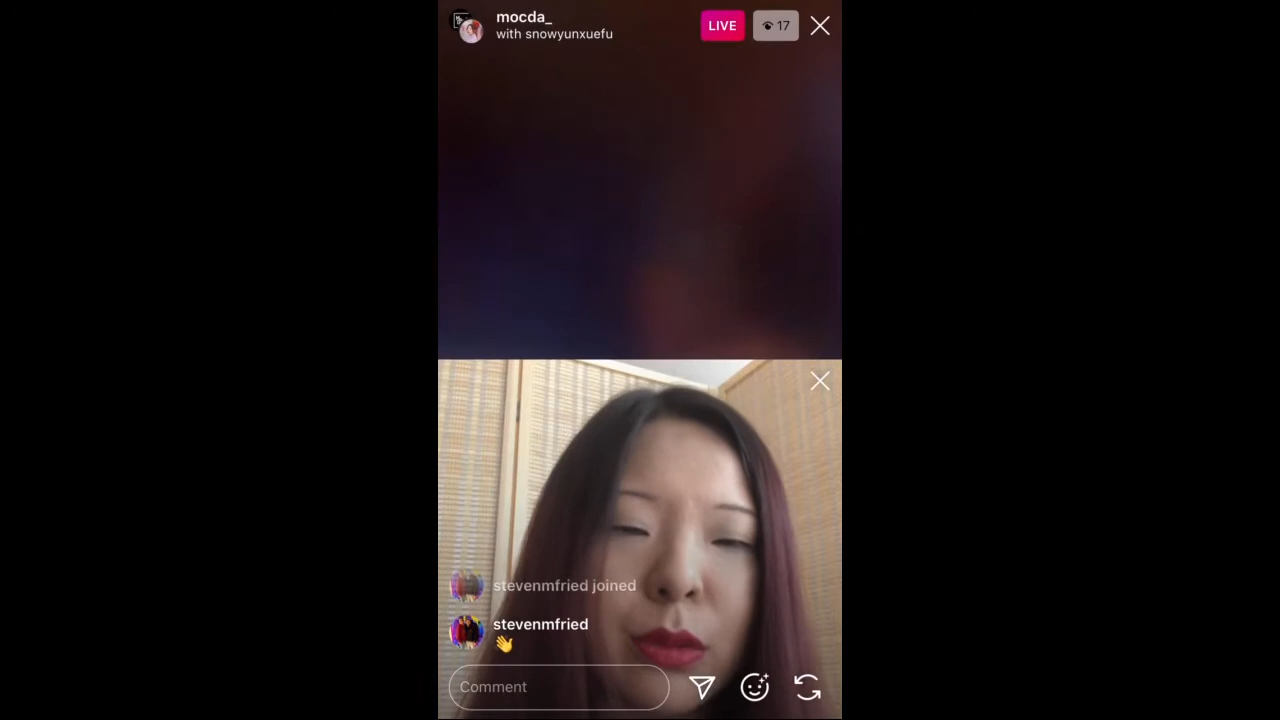 mocda_
with snowyunxuefu
LIVE
17
stevenmfried joined
stevenmfried
👋
Comment